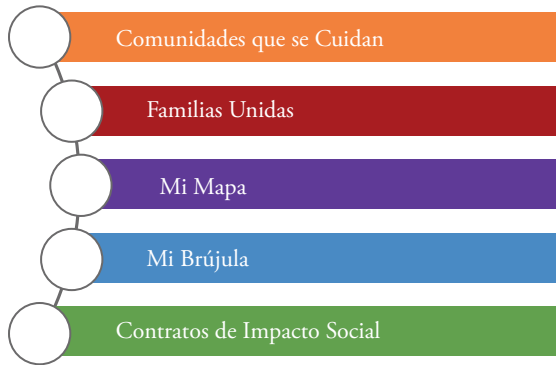 Comunidades que se Cuidan
Familias Unidas
Mi Mapa
Mi Brújula
Contratos de Impacto Social